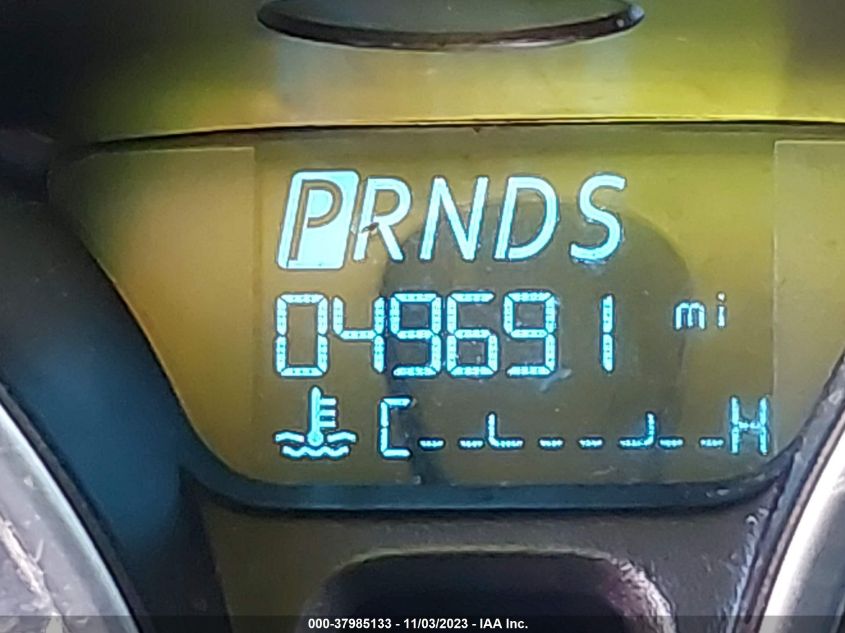 PRNDS
049691 mi
C H
000-37985133 - 11/03/2023 - IAA Inc.